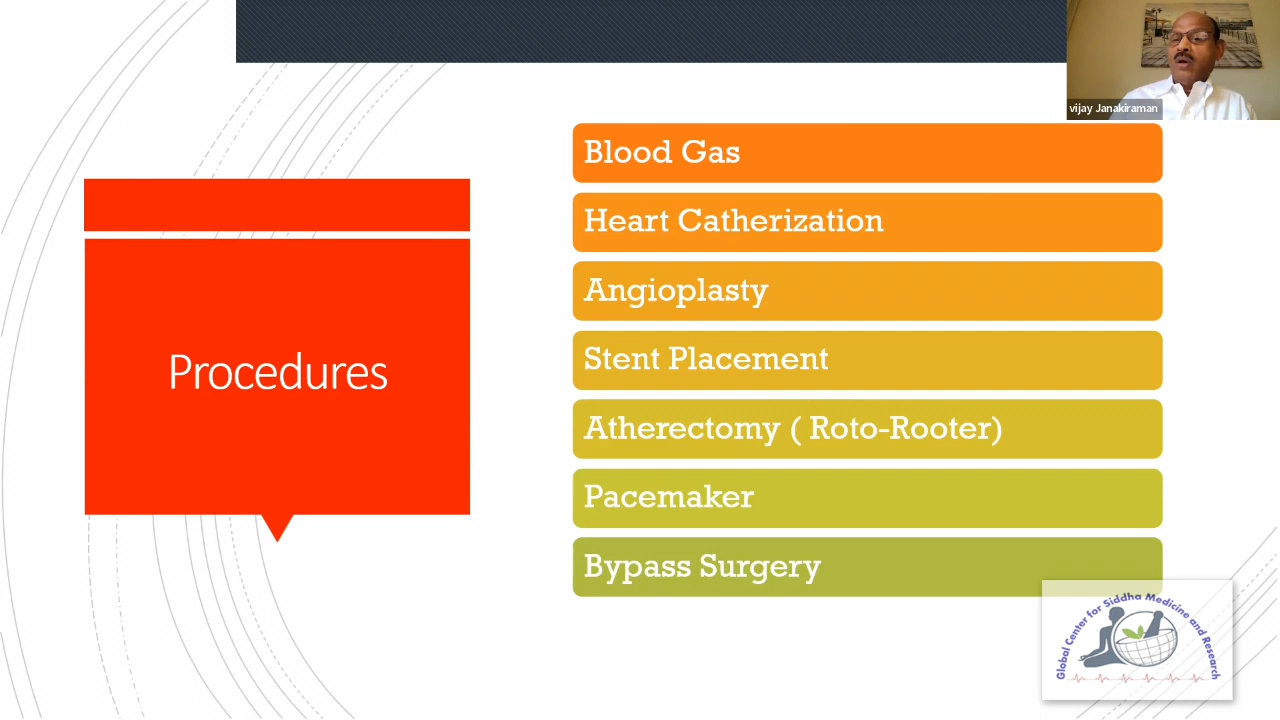 vijay Janakiraman
Procedures
Blood Gas
Heart Catherization
Angioplasty
Stent Placement
Atherectomy ( Roto-Rooter)
Pacemaker
Bypass Surgery
Global Center for Siddha Medicine and Research